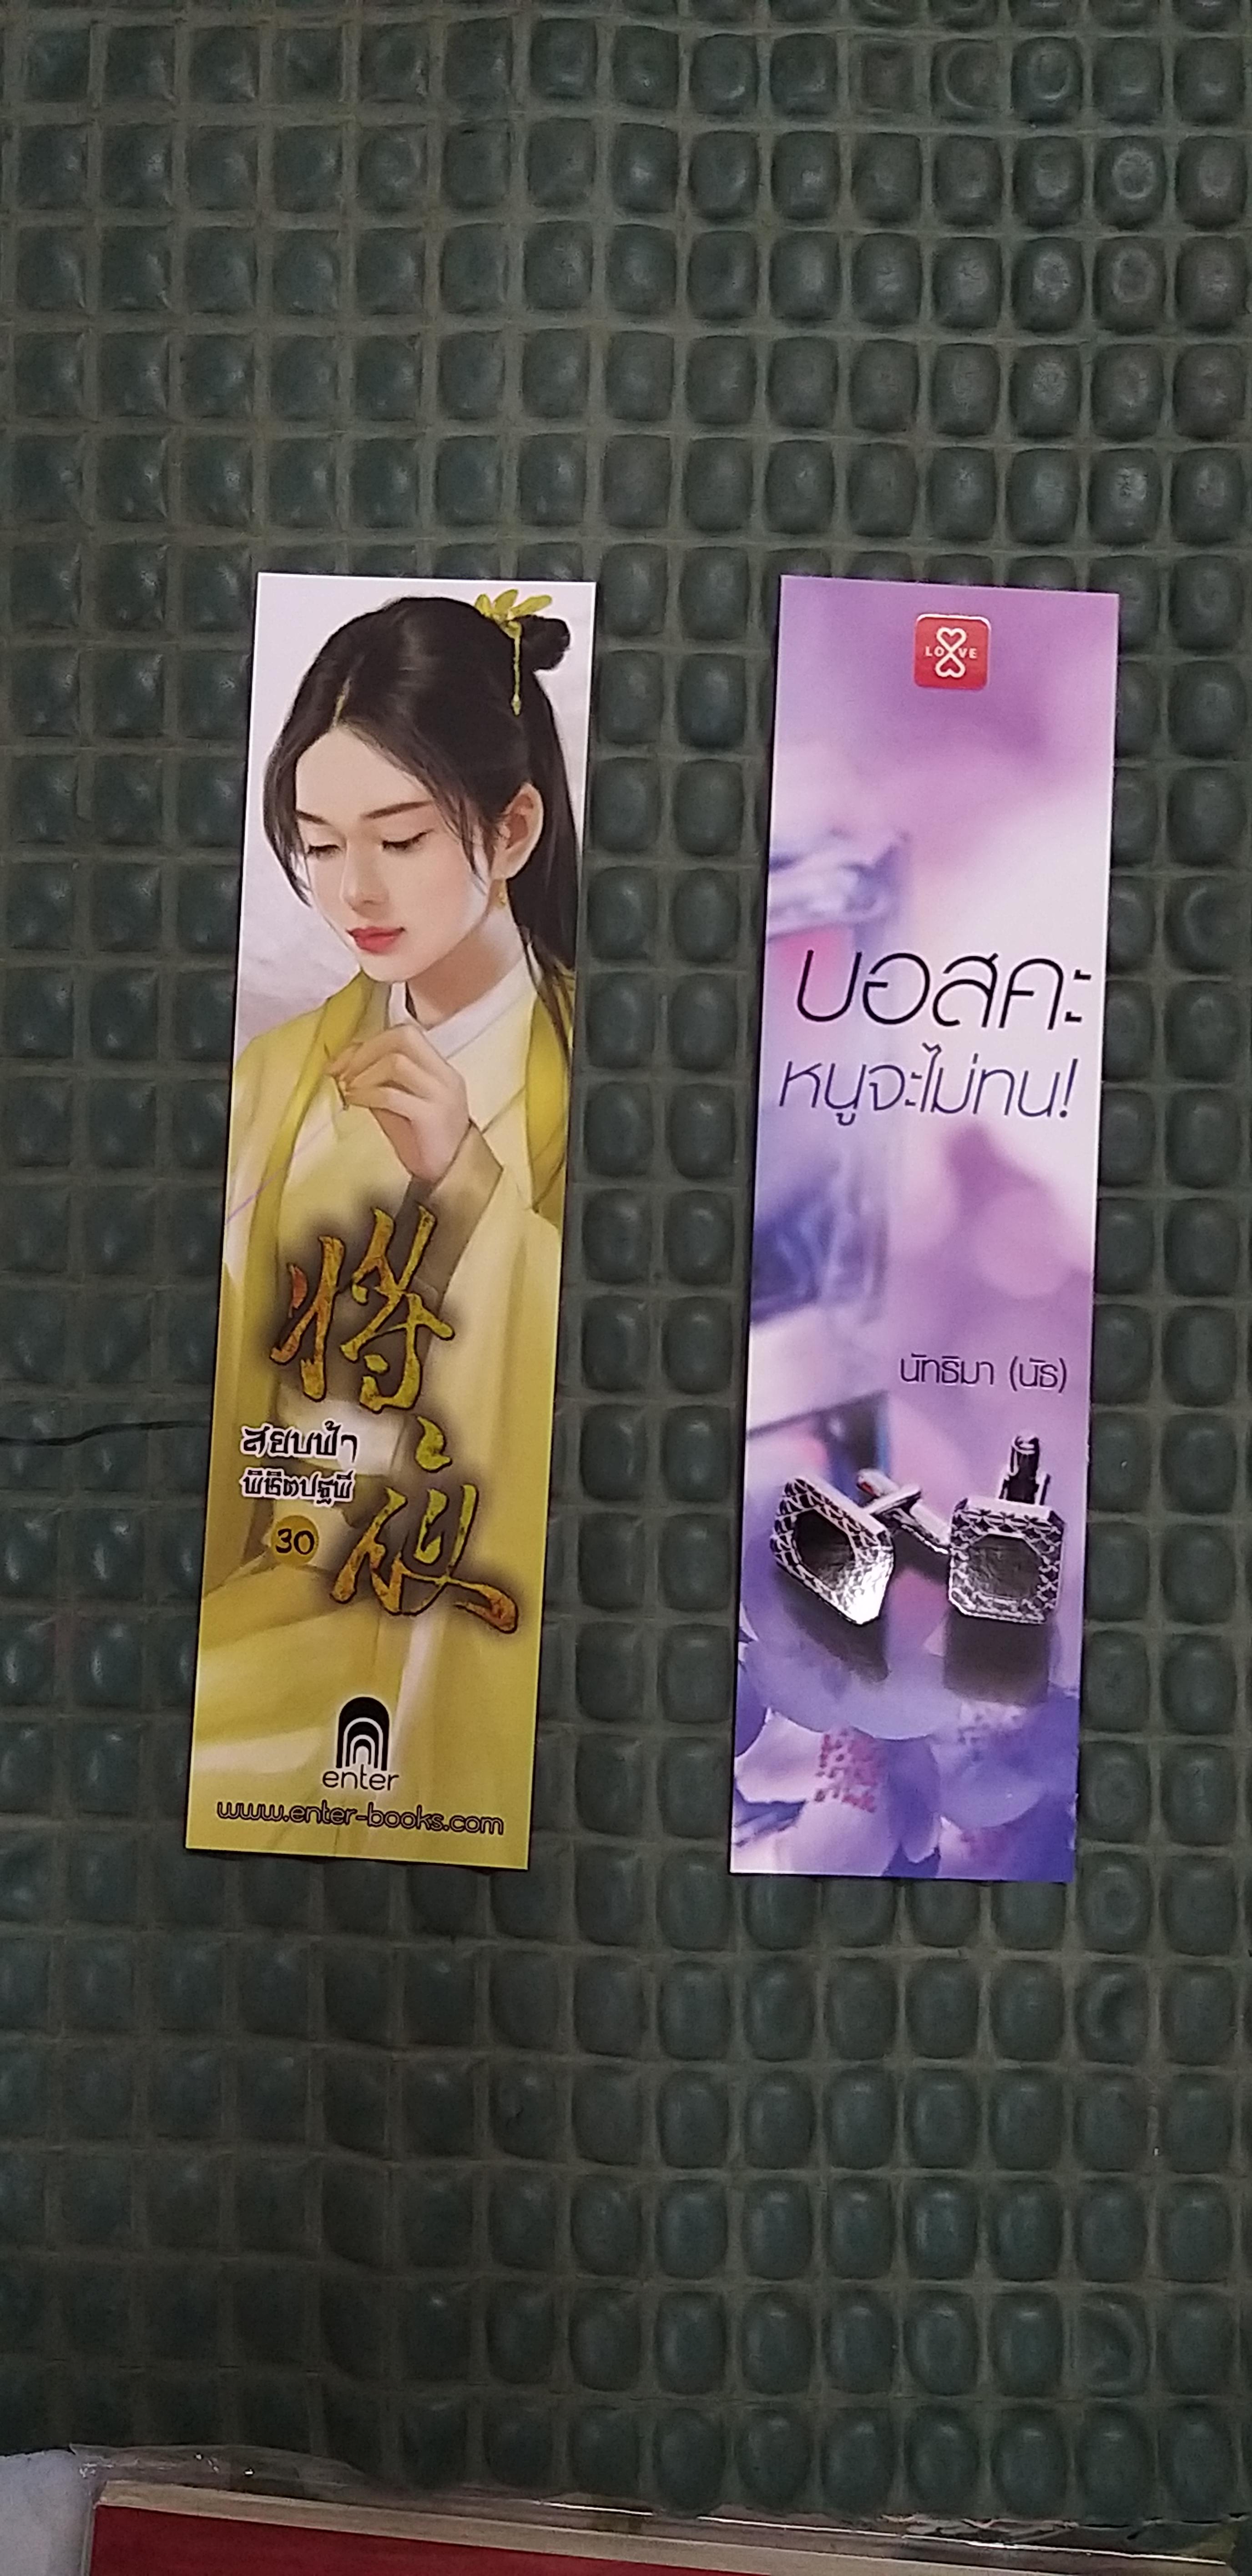 將
夜
สยบฟ้า
พิชิตปฐพี
30
enter
www.enter-books.com
LOVE
บอสคะ
หนูจะไม่ทน!
นัทธิมา (นัธ)